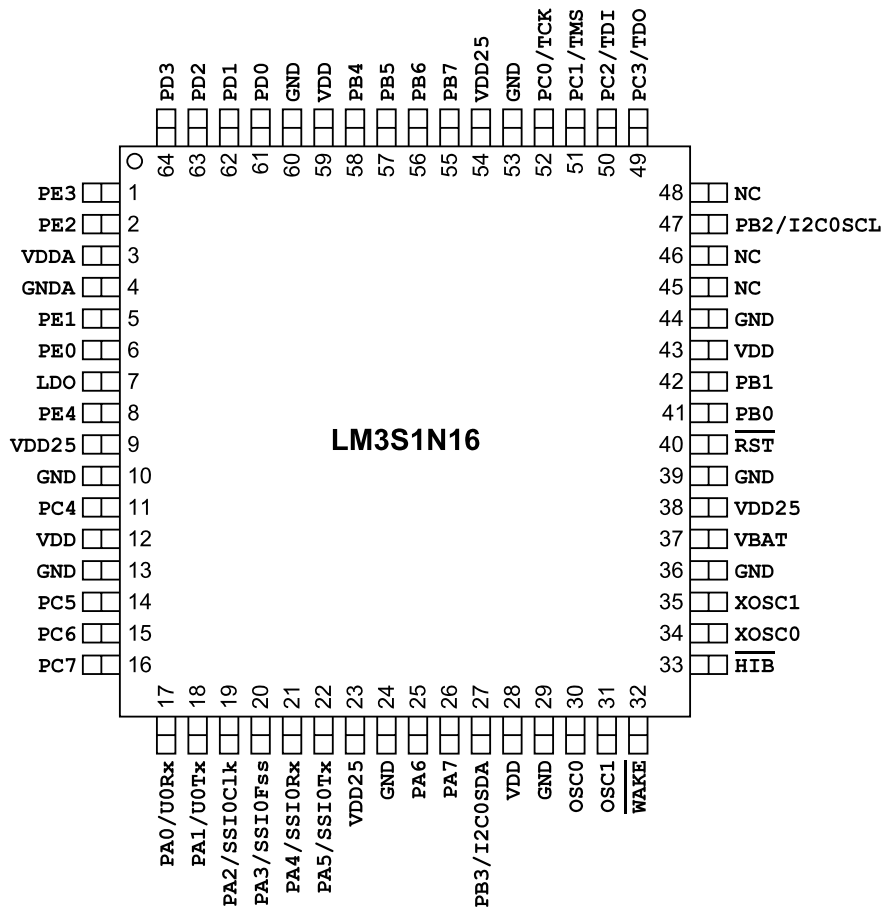 PD3 PD2 PD1 PD0 GND VDD PB4 PB5 PB6 PB7 VDD25 GND PC0/TCK PC1/TMS PC2/TDI PC3/TDO
64 63 62 61 60 59 58 57 56 55 54 53 52 51 50 49
PE3 1 48 NC
PE2 2 47 PB2/I2C0SCL
VDDA 3 46 NC
GNDA 4 45 NC
PE1 5 44 GND
PE0 6 43 VDD
LDO 7 42 PB1
PE4 8 41 PB0
LM3S1N16
VDD25 9 40 RST
GND 10 39 GND
PC4 11 38 VDD25
VDD 12 37 VBAT
GND 13 36 GND
PC5 14 35 XOSC1
PC6 15 34 XOSC0
PC7 16 33 HIB
17 18 19 20 21 22 23 24 25 26 27 28 29 30 31 32
PA0/U0Rx PA1/U0Tx PA2/SSI0Clk PA3/SSI0Fss PA4/SSI0Rx PA5/SSI0Tx VDD25 GND PA6 PA7 PB3/I2C0SDA VDD GND OSC0 OSC1 WAKE